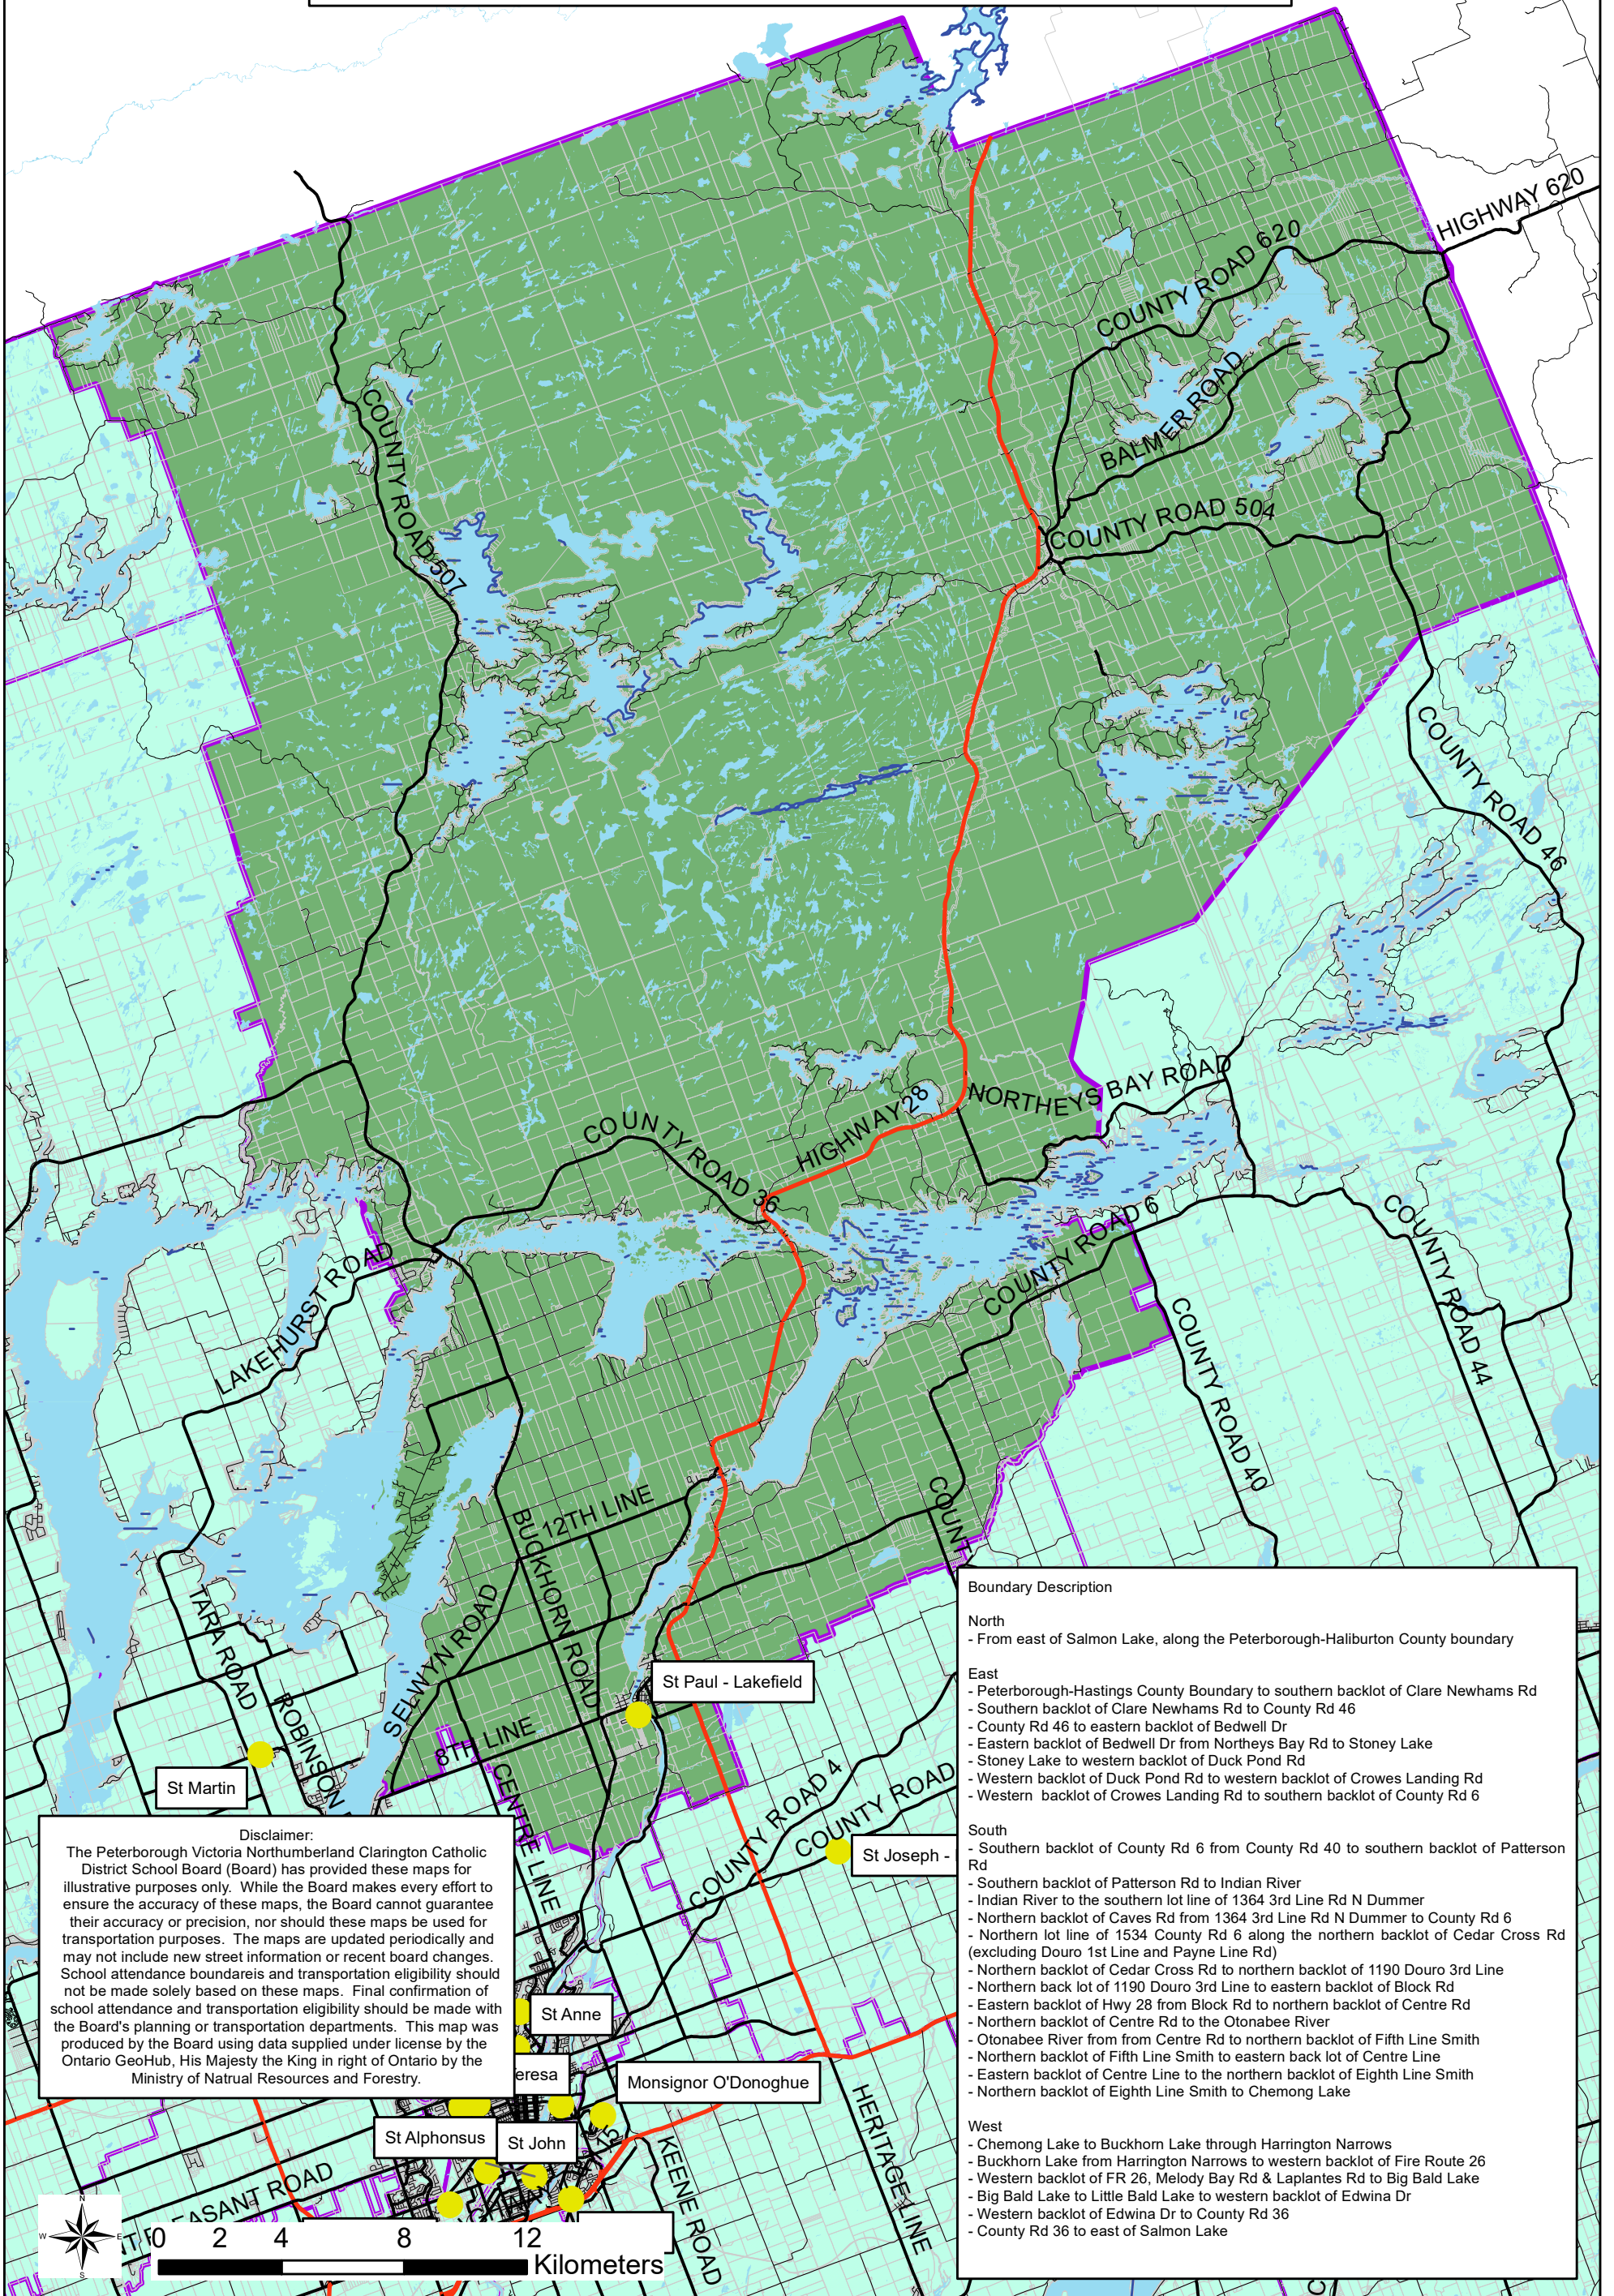 HIGHWAY 620
COUNTY ROAD 620
BALMER ROAD
COUNTY ROAD 504
COUNTY ROAD 507
COUNTY ROAD 46
NORTHEYS BAY ROAD
HIGHWAY 28
COUNTY ROAD 36
COUNTY ROAD 6
COUNTY ROAD 44
COUNTY ROAD 40
LAKEHURST ROAD
12TH LINE
BUCKHORN ROAD
COUNT
TARA ROAD
SELWYN ROAD
ROBINSON
8TH LINE
CENTRE LINE
St Paul - Lakefield
St Martin
COUNTY ROAD 4
COUNTY ROAD
St Joseph -
Disclaimer:
The Peterborough Victoria Northumberland Clarington Catholic
District School Board (Board) has provided these maps for
illustrative purposes only. While the Board makes every effort to
ensure the accuracy of these maps, the Board cannot guarantee
their accuracy or precision, nor should these maps be used for
transportation purposes. The maps are updated periodically and
may not include new street information or recent board changes.
School attendance boundareis and transportation eligibility should
not be made solely based on these maps. Final confirmation of
school attendance and transportation eligibility should be made with
the Board's planning or transportation departments. This map was
produced by the Board using data supplied under license by the
Ontario GeoHub, His Majesty the King in right of Ontario by the
Ministry of Natrual Resources and Forestry.
St Anne
eresa
Monsignor O'Donoghue
St Alphonsus
St John
KEENE ROAD
HERITAGE LINE
EASANT ROAD
N
W
E
S
0 2 4 8 12
Kilometers
Boundary Description
North
- From east of Salmon Lake, along the Peterborough-Haliburton County boundary
East
- Peterborough-Hastings County Boundary to southern backlot of Clare Newhams Rd
- Southern backlot of Clare Newhams Rd to County Rd 46
- County Rd 46 to eastern backlot of Bedwell Dr
- Eastern backlot of Bedwell Dr from Northeys Bay Rd to Stoney Lake
- Stoney Lake to western backlot of Duck Pond Rd
- Western backlot of Duck Pond Rd to western backlot of Crowes Landing Rd
- Western backlot of Crowes Landing Rd to southern backlot of County Rd 6
South
- Southern backlot of County Rd 6 from County Rd 40 to southern backlot of Patterson
Rd
- Southern backlot of Patterson Rd to Indian River
- Indian River to the southern lot line of 1364 3rd Line Rd N Dummer
- Northern backlot of Caves Rd from 1364 3rd Line Rd N Dummer to County Rd 6
- Northern lot line of 1534 County Rd 6 along the northern backlot of Cedar Cross Rd
(excluding Douro 1st Line and Payne Line Rd)
- Northern backlot of Cedar Cross Rd to northern backlot of 1190 Douro 3rd Line
- Northern back lot of 1190 Douro 3rd Line to eastern backlot of Block Rd
- Eastern backlot of Hwy 28 from Block Rd to northern backlot of Centre Rd
- Northern backlot of Centre Rd to the Otonabee River
- Otonabee River from from Centre Rd to northern backlot of Fifth Line Smith
- Northern backlot of Fifth Line Smith to eastern back lot of Centre Line
- Eastern backlot of Centre Line to the northern backlot of Eighth Line Smith
- Northern backlot of Eighth Line Smith to Chemong Lake
West
- Chemong Lake to Buckhorn Lake through Harrington Narrows
- Buckhorn Lake from Harrington Narrows to western backlot of Fire Route 26
- Western backlot of FR 26, Melody Bay Rd & Laplantes Rd to Big Bald Lake
- Big Bald Lake to Little Bald Lake to western backlot of Edwina Dr
- Western backlot of Edwina Dr to County Rd 36
- County Rd 36 to east of Salmon Lake